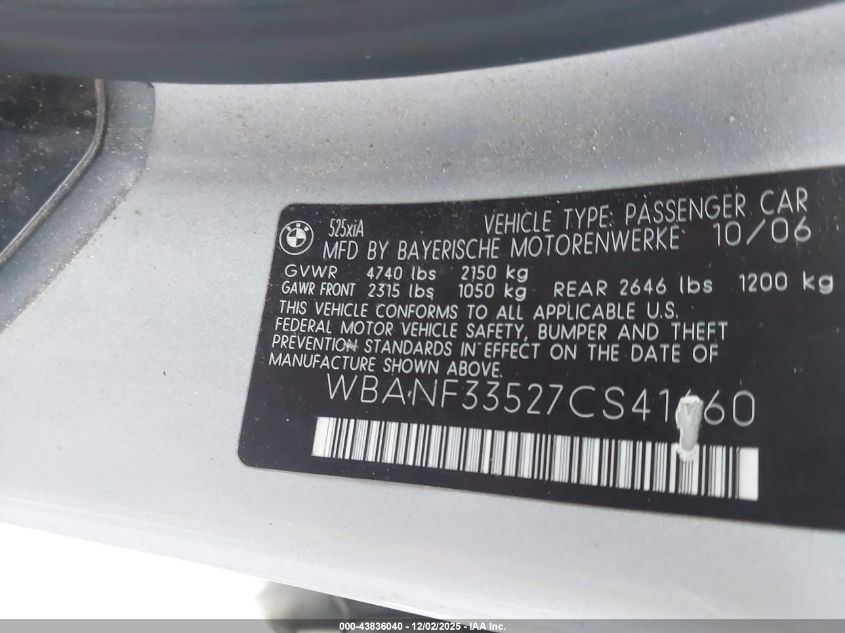 525xiA VEHICLE TYPE: PASSENGER CAR
MFD BY BAYERISCHE MOTORENWERKE 10/06
GVWR 4740 lbs 2150 kg
GAWR FRONT 2315 lbs 1050 kg REAR 2646 lbs 1200 kg
THIS VEHICLE CONFORMS TO ALL APPLICABLE U.S.
FEDERAL MOTOR VEHICLE SAFETY, BUMPER AND THEFT
PREVENTION STANDARDS IN EFFECT ON THE DATE OF
MANUFACTURE SHOWN ABOVE.
WBANF33527CS41660
000-43836040 - 12/02/2025 - IAA Inc.